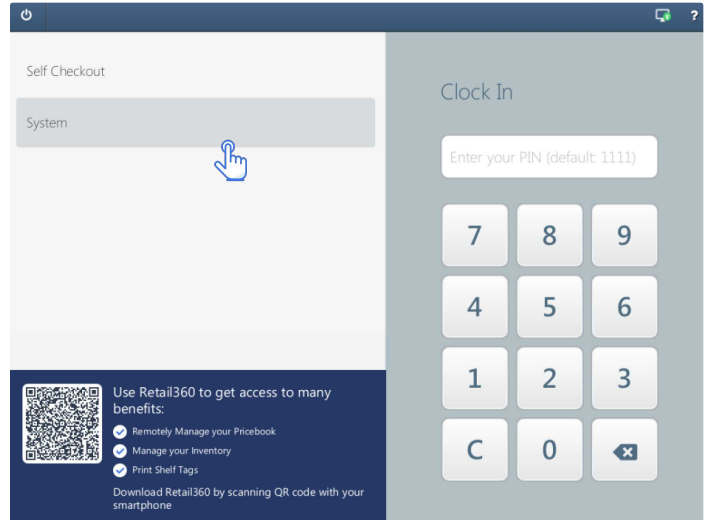 ?
Self Checkout
System
Clock In
Enter your PIN (default: 1111)
7 8 9
4 5 6
1 2 3
C 0
Use Retail360 to get access to many
benefits:
Remotely Manage your Pricebook
Manage your Inventory
Print Shelf Tags
Download Retail360 by scanning QR code with your
smartphone